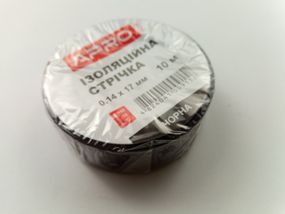 APRO
ІЗОЛЯЦІЙНА
СТРІЧКА
10 м
0,14 x 17 мм
ЧОРНА